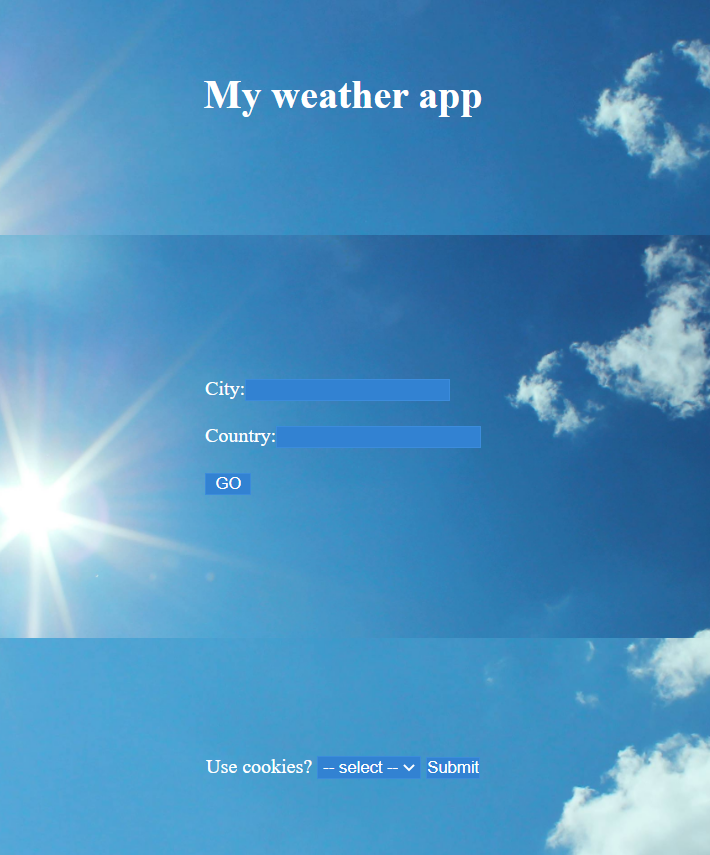 My weather app
City:
Country:
GO
Use cookies? -- select -- Submit